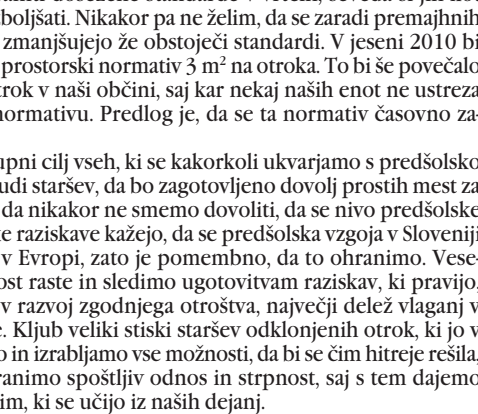 boljšati. Nikakor pa ne želim, da se zaradi premajhnih
zmanjšujejo že obstoječi standardi. V jeseni 2010 bi
prostorski normativ 3 m² na otroka. To bi še povečalo
trok v naši občini, saj kar nekaj naših enot ne ustreza
normativu. Predlog je, da se ta normativ časovno za-
upni cilj vseh, ki se kakorkoli ukvarjamo s predšolsko
udi staršev, da bo zagotovljeno dovolj prostih mest za
da nikakor ne smemo dovoliti, da se nivo predšolske
ke raziskave kažejo, da se predšolska vzgoja v Sloveniji
v Evropi, zato je pomembno, da to ohranimo. Vese-
ost raste in sledimo ugotovitvam raziskav, ki pravijo,
v razvoj zgodnjega otroštva, največji delež vlaganj v
e. Kljub veliki stiski staršev odklonjenih otrok, ki jo v
o in izrabljamo vse možnosti, da bi se čim hitreje rešila,
ranimo spoštljiv odnos in strpnost, saj s tem dajemo
im, ki se učijo iz naših dejanj.